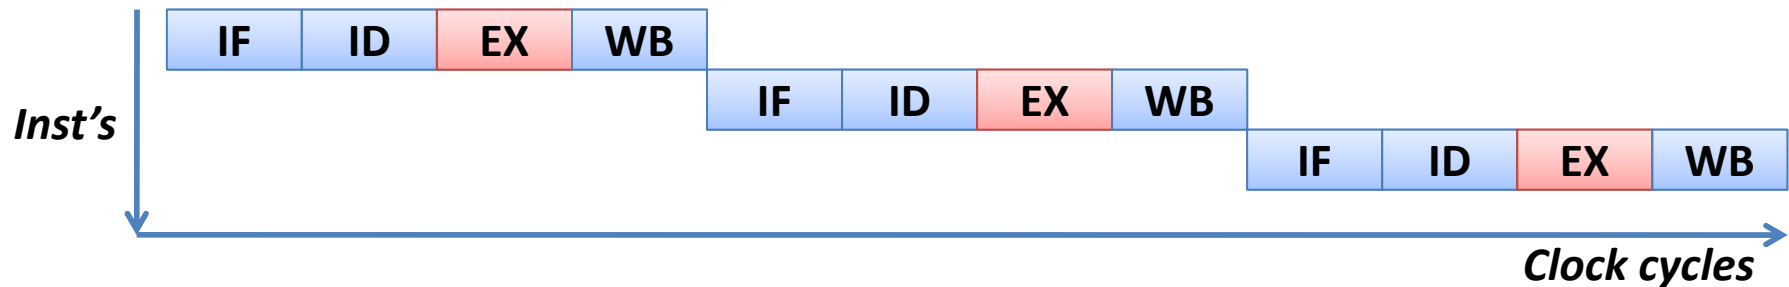 IF ID EX WB
IF ID EX WB
Inst's
IF ID EX WB
Clock cycles